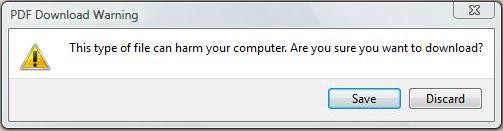 PDF Download Warning
This type of file can harm your computer. Are you sure you want to download?
Save
Discard